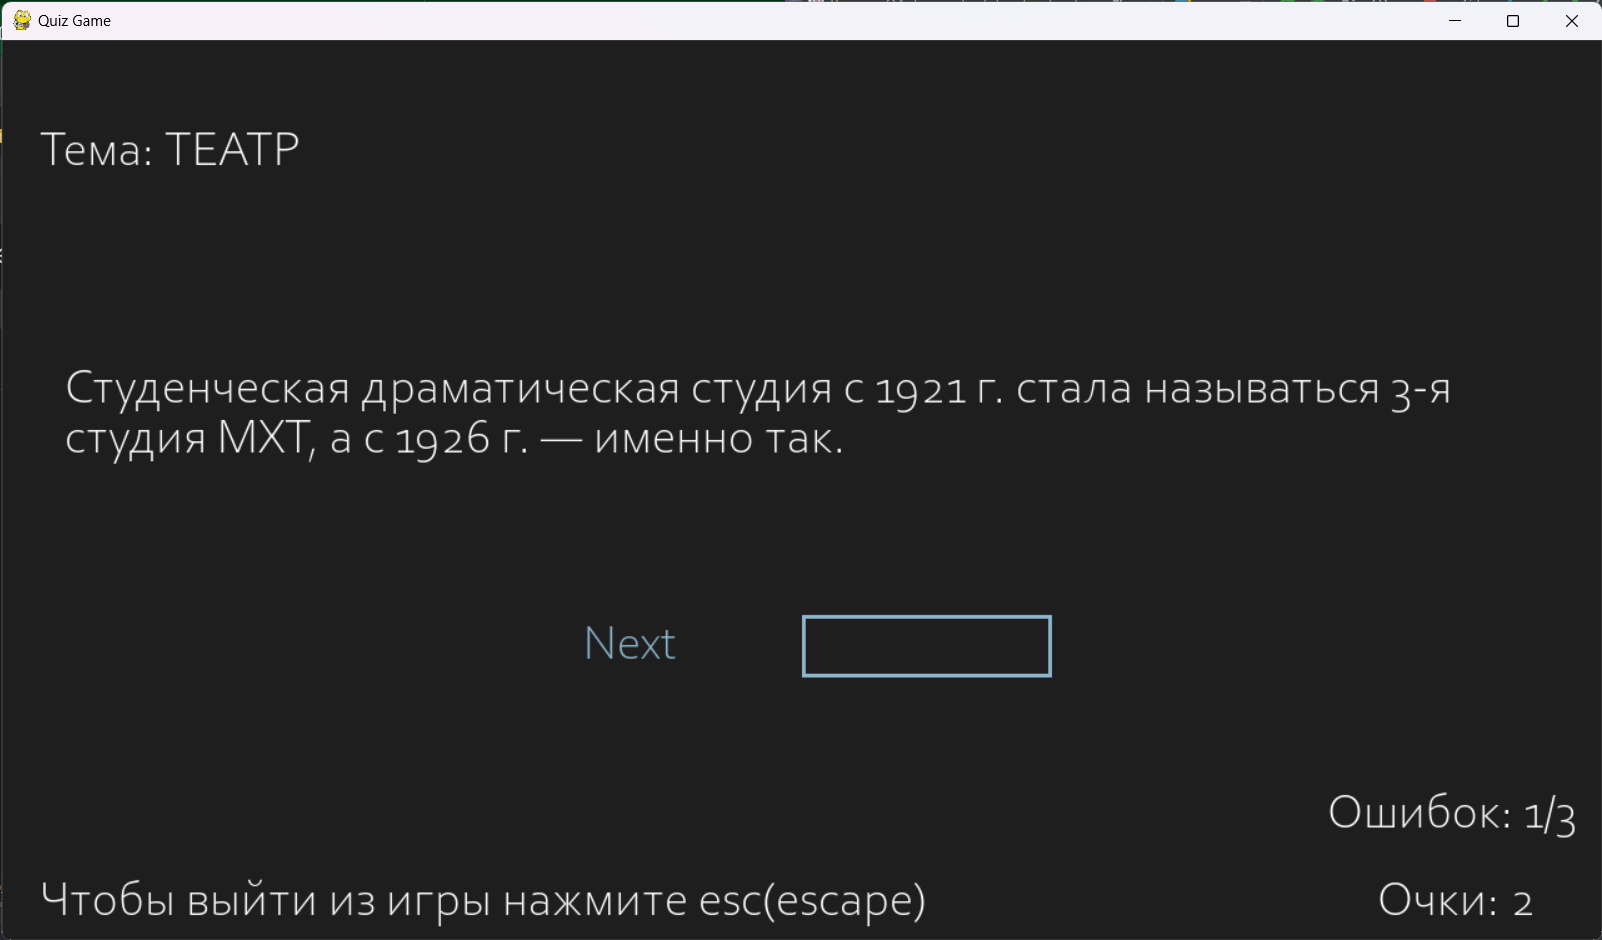 Quiz Game
Тема: ТЕАТР
Студенческая драматическая студия с 1921 г. стала называться 3-я
студия МХТ, а с 1926 г. — именно так.
Next
Ошибок: 1/3
Чтобы выйти из игры нажмите esc(escape)
Очки: 2